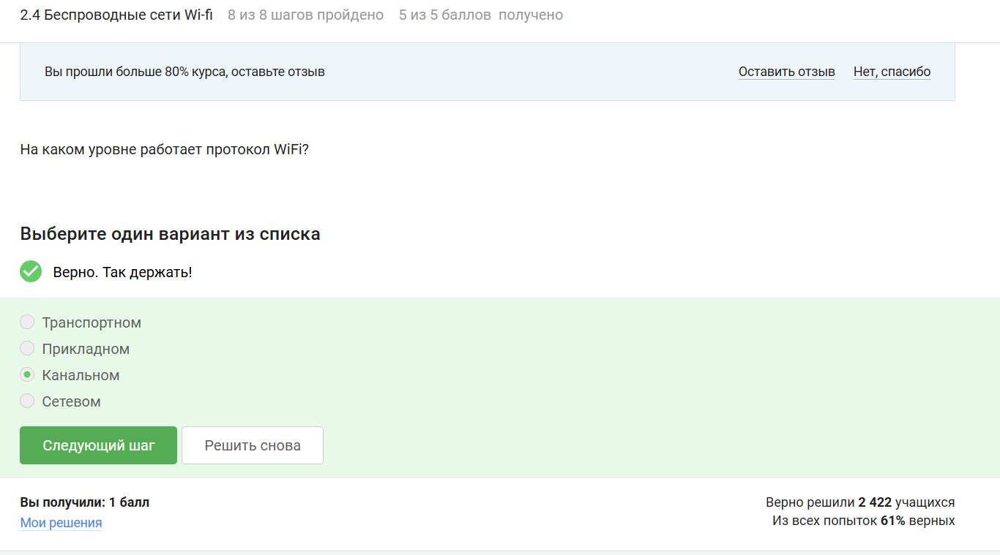 2.4 Беспроводные сети Wi-fi 8 из 8 шагов пройдено 5 из 5 баллов получено
Вы прошли больше 80% курса, оставьте отзыв Оставить отзыв Нет, спасибо
На каком уровне работает протокол WiFi?
Выберите один вариант из списка
Верно. Так держать!
Транспортном
Прикладном
Канальном
Сетевом
Следующий шаг Решить снова
Вы получили: 1 балл
Мои решения
Верно решили 2 422 учащихся
Из всех попыток 61% верных